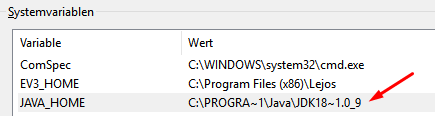 Systemvariablen
Variable Wert
ComSpec C:\WINDOWS\system32\cmd.exe
EV3_HOME C:\Program Files (x86)\Lejos
JAVA_HOME C:\PROGRA~1\Java\JDK18~1.0_9